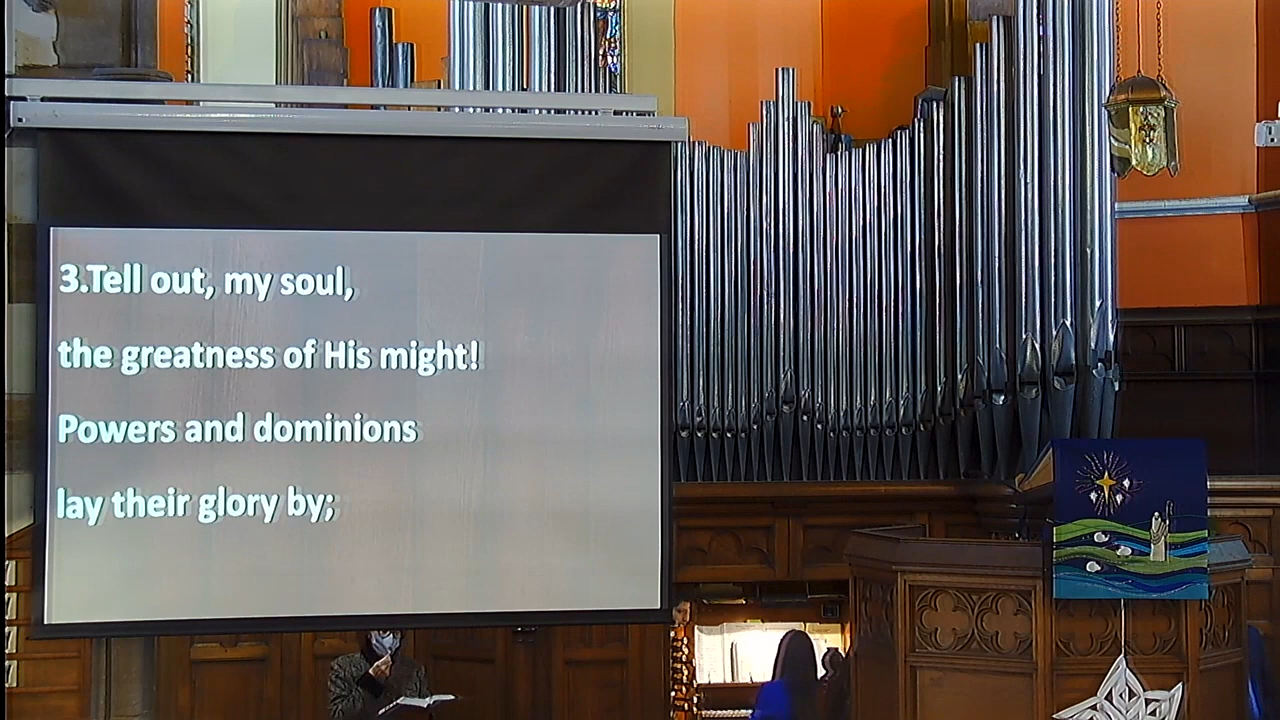 3.Tell out, my soul,
the greatness of His might!
Powers and dominions
lay their glory by;